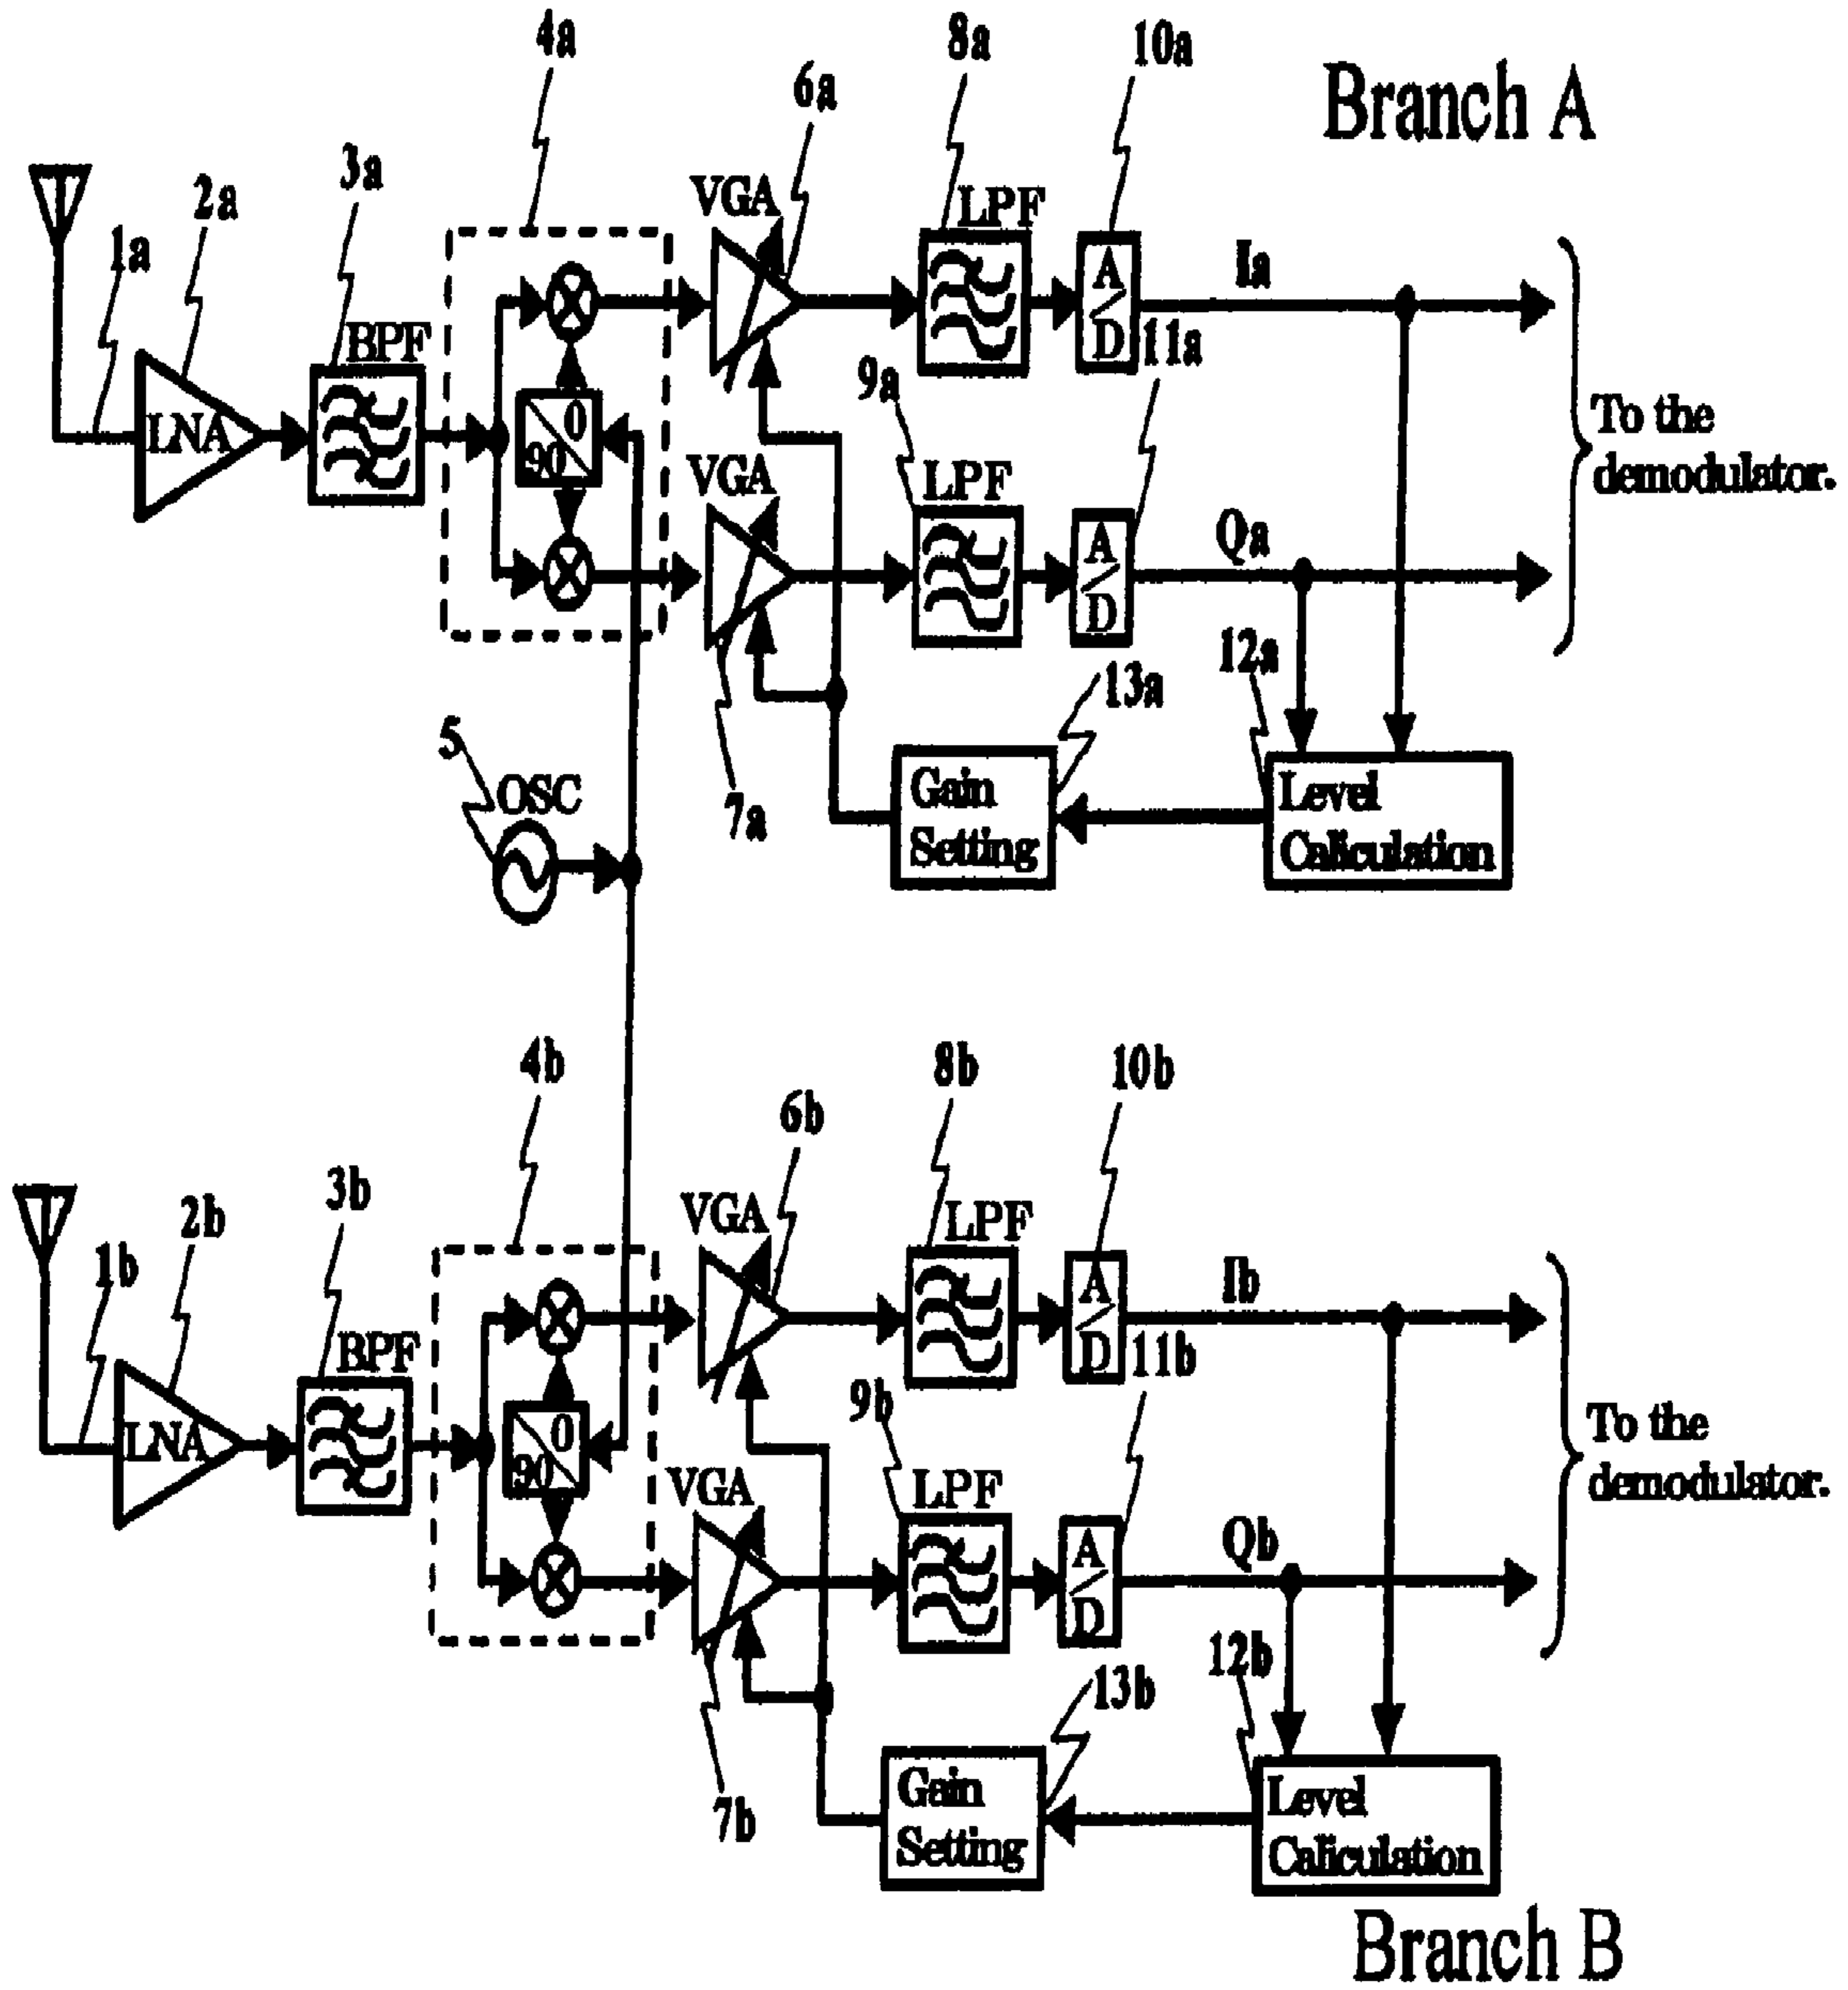 4a
8a
10a
6a
Branch A
3a
2a
VGA
LPF
1a
A
D
Ia
BPF
11a
9a
LNA
0
90
To the
demodulator.
VGA
LPF
A
D
Qa
12a
13a
5
OSC
7a
Gain
Setting
Level
Caliculation
4b
8b
10b
6b
3b
2b
VGA
LPF
1b
A
D
Ib
BPF
11b
9b
LNA
0
90
To the
demodulator.
VGA
LPF
A
D
Qb
12b
13b
7b
Gain
Setting
Level
Caliculation
Branch B